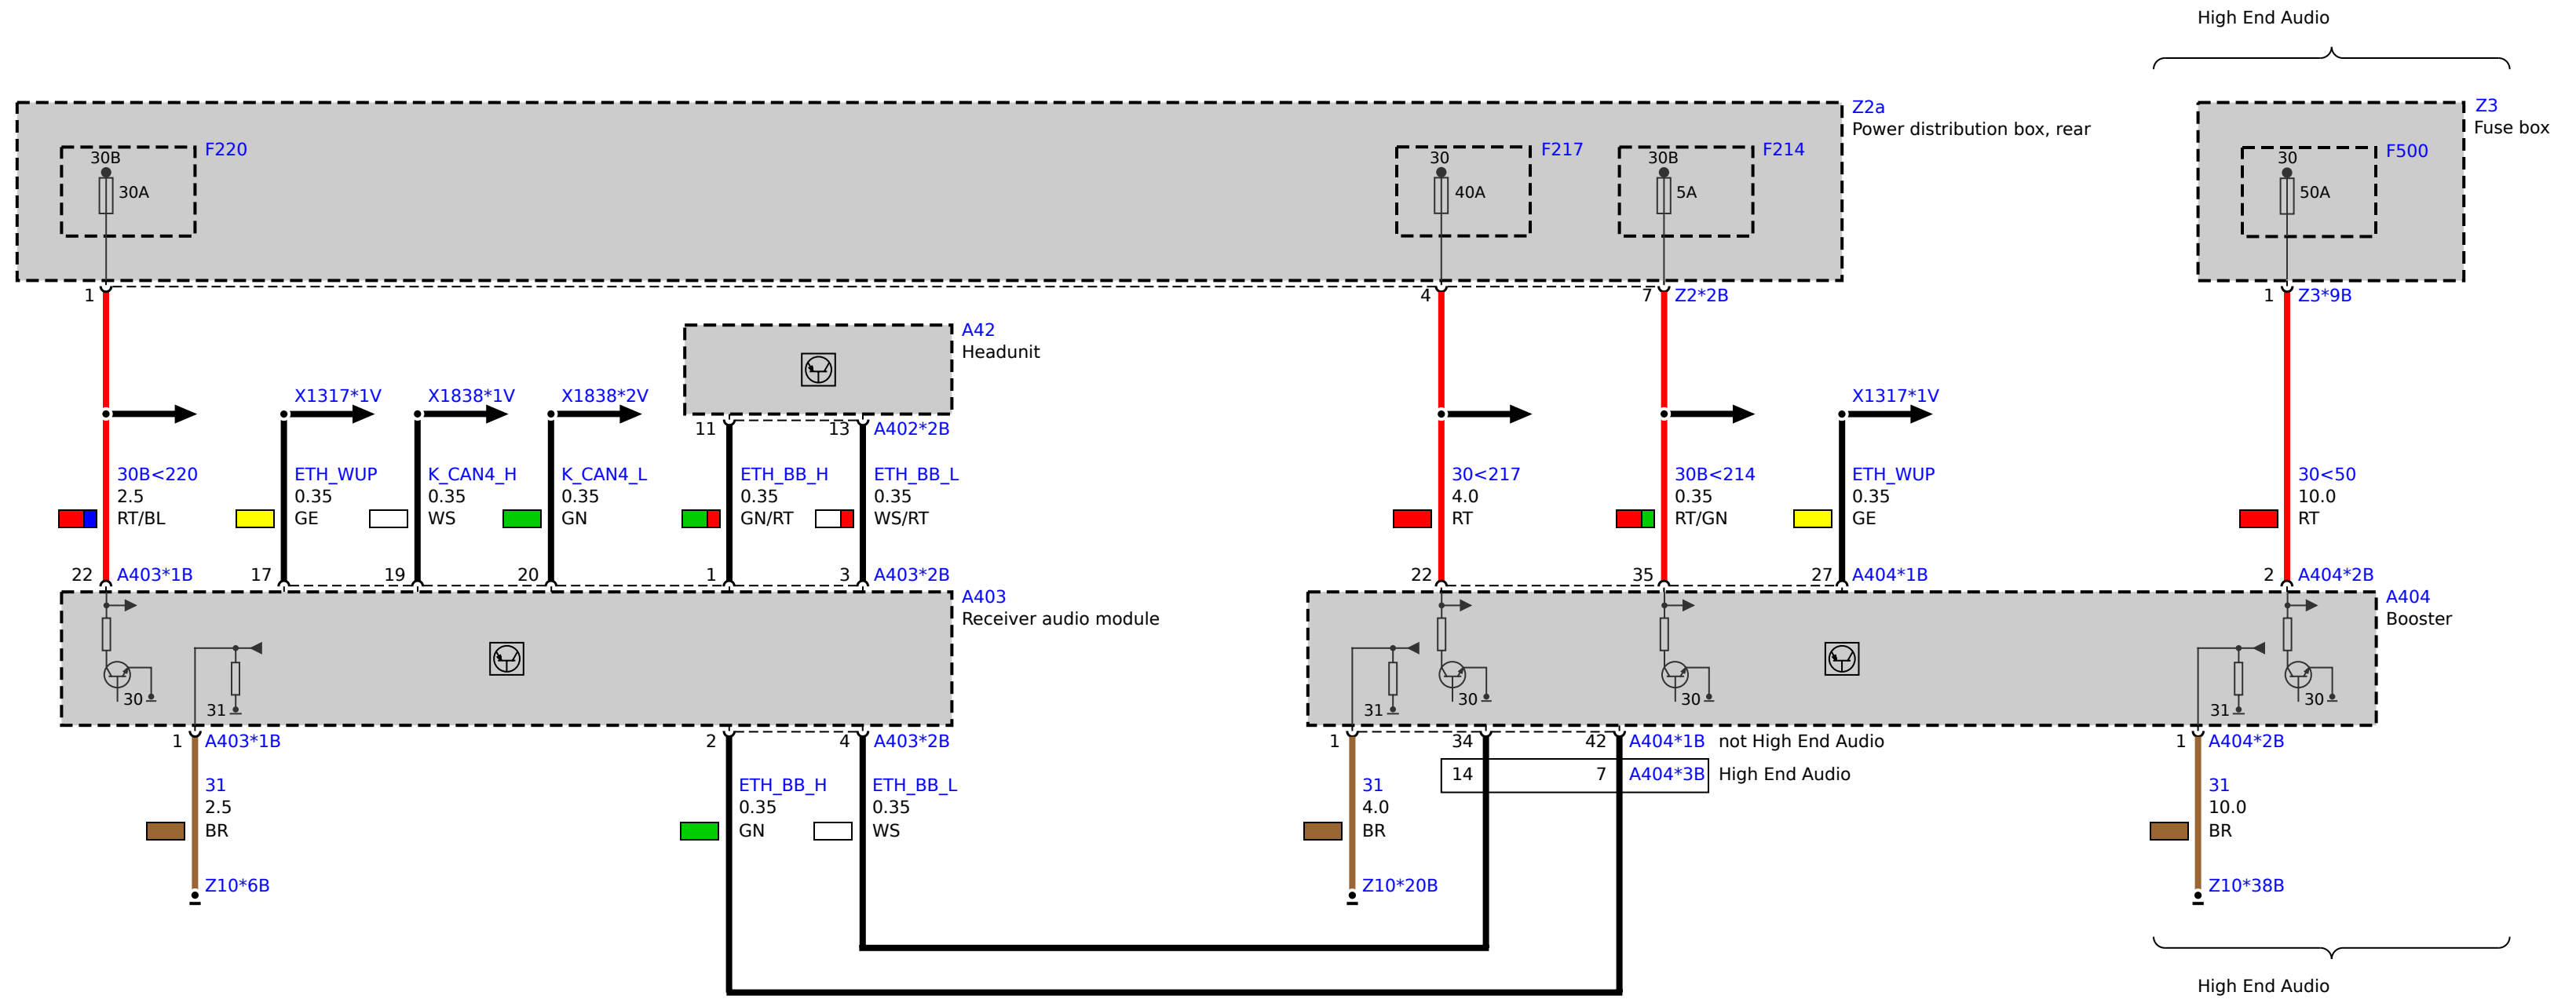 High End Audio
Z2a
Power distribution box, rear
Z3
Fuse box
30B
30A
F220
30
40A
F217
30B
5A
F214
30
50A
F500
1
4
7
Z2*2B
1
Z3*9B
A42
Headunit
X1317*1V
X1838*1V
X1838*2V
X1317*1V
11
13
A402*2B
30B<220
2.5
RT/BL
ETH_WUP
0.35
GE
K_CAN4_H
0.35
WS
K_CAN4_L
0.35
GN
ETH_BB_H
0.35
GN/RT
ETH_BB_L
0.35
WS/RT
30<217
4.0
RT
30B<214
0.35
RT/GN
ETH_WUP
0.35
GE
30<50
10.0
RT
22
A403*1B
17
19
20
1
3
A403*2B
22
35
27
A404*1B
2
A404*2B
A403
Receiver audio module
A404
Booster
30
31
31
30
30
31
30
1
A403*1B
2
4
A403*2B
1
34
42
A404*1B
not High End Audio
14
7
A404*3B
High End Audio
1
A404*2B
31
2.5
BR
ETH_BB_H
0.35
GN
ETH_BB_L
0.35
WS
31
4.0
BR
31
10.0
BR
Z10*6B
Z10*20B
Z10*38B
High End Audio